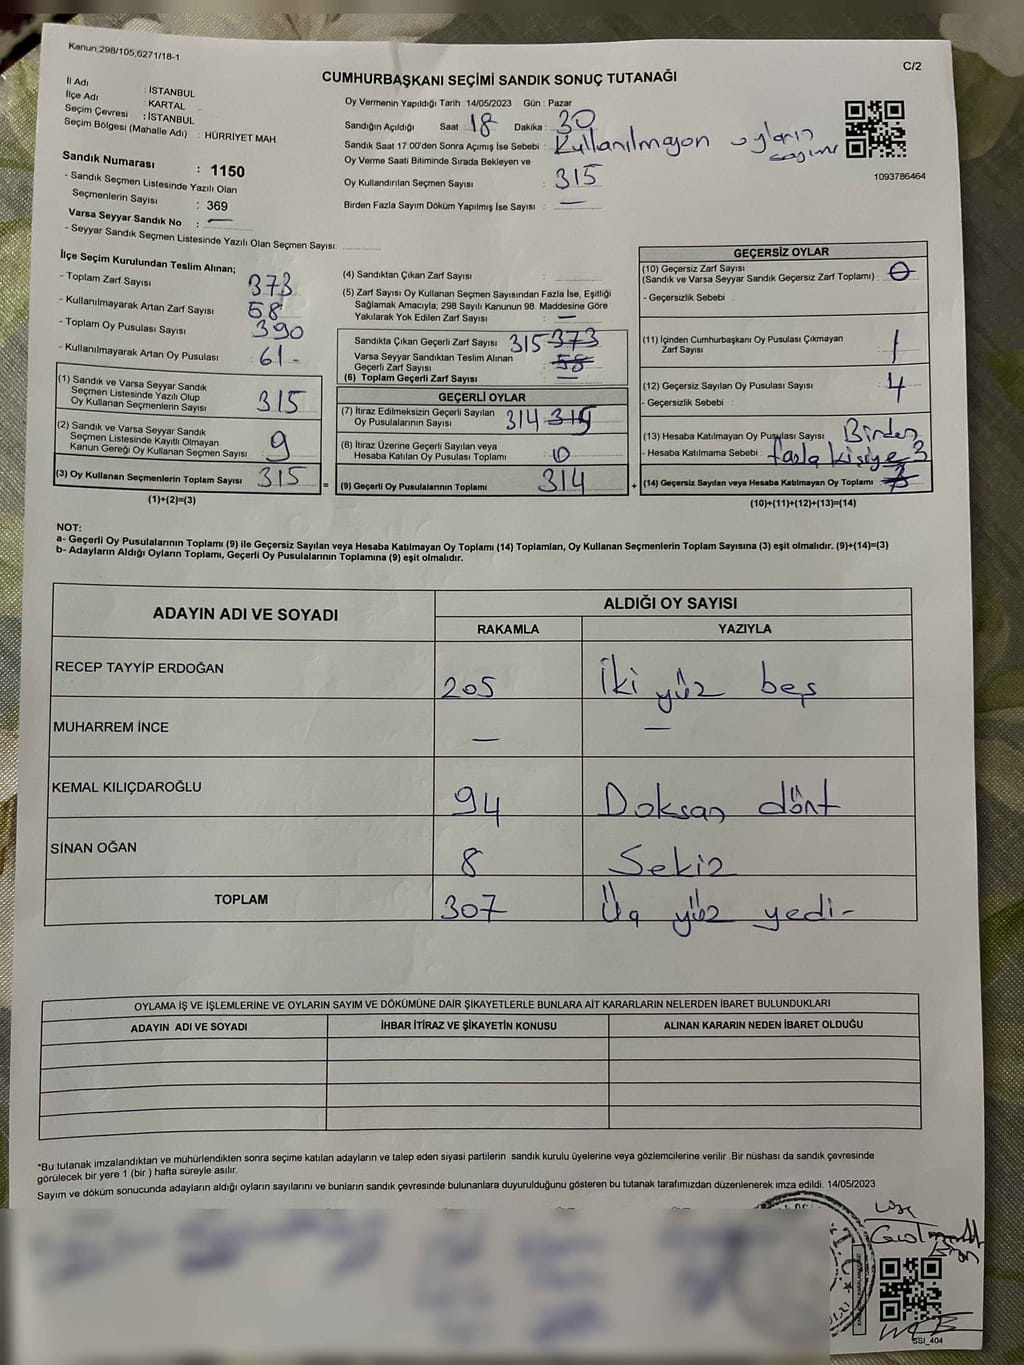 Kanun;298/105,6271/18-1
C/2
CUMHURBAŞKANI SEÇİMİ SANDIK SONUÇ TUTANAĞI
İl Adı : İSTANBUL
İlçe Adı : KARTAL
Seçim Çevresi : İSTANBUL
Seçim Bölgesi (Mahalle Adı) : HÜRRİYET MAH
Sandık Numarası : 1150
- Sandık Seçmen Listesinde Yazılı Olan
Seçmenlerin Sayısı : 369
Varsa Seyyar Sandık No : —
- Seyyar Sandık Seçmen Listesinde Yazılı Olan Seçmen Sayısı:
Oy Vermenin Yapıldığı Tarih : 14/05/2023 Gün : Pazar
Sandığın Açıldığı Saat 18 Dakika : 30
Sandık Saat 17:00'den Sonra Açımış İse Sebebi : Kullanılmayan oyların sayımı
Oy Verme Saati Bitiminde Sırada Bekleyen ve
Oy Kullandırılan Seçmen Sayısı : 315
Birden Fazla Sayım Döküm Yapılmış İse Sayısı : —
1093786464
İlçe Seçim Kurulundan Teslim Alınan;
- Toplam Zarf Sayısı 373
- Kullanılmayarak Artan Zarf Sayısı 58
- Toplam Oy Pusulası Sayısı 390
- Kullanılmayarak Artan Oy Pusulası 61-
(1) Sandık ve Varsa Seyyar Sandık
Seçmen Listesinde Yazılı Olup
Oy Kullanan Seçmenlerin Sayısı 315
(2) Sandık ve Varsa Seyyar Sandık
Seçmen Listesinde Kayıtlı Olmayan
Kanun Gereği Oy Kullanan Seçmen Sayısı 9
(3) Oy Kullanan Seçmenlerin Toplam Sayısı 315 =
(1)+(2)=(3)
(4) Sandıktan Çıkan Zarf Sayısı :
(5) Zarf Sayısı Oy Kullanan Seçmen Sayısından Fazla İse, Eşitliği
Sağlamak Amacıyla; 298 Sayılı Kanunun 98. Maddesine Göre
Yakılarak Yok Edilen Zarf Sayısı : —
Sandıkta Çıkan Geçerli Zarf Sayısı 315 373
Varsa Seyyar Sandıktan Teslim Alınan
Geçerli Zarf Sayısı 58
(6) Toplam Geçerli Zarf Sayısı —
GEÇERLİ OYLAR
(7) İtiraz Edilmeksizin Geçerli Sayılan
Oy Pusulasının Sayısı 314 315
(8) İtiraz Üzerine Geçerli Sayılan veya
Hesaba Katılan Oy Pusulası Toplamı 0
(9) Geçerli Oy Pusulalarının Toplamı 314 +
GEÇERSİZ OYLAR
(10) Geçersiz Zarf Sayısı
(Sandık ve Varsa Seyyar Sandık Geçersiz Zarf Toplamı) : 0
- Geçersizlik Sebebi :
(11) İçinden Cumhurbaşkanı Oy Pusulası Çıkmayan
Zarf Sayısı 1
(12) Geçersiz Sayılan Oy Pusulası Sayısı 4
- Geçersizlik Sebebi :
(13) Hesaba Katılmayan Oy Pusulası Sayısı Birden
- Hesaba Katılmama Sebebi : fazla kişiye 3
(14) Geçersiz Sayılan veya Hesaba Katılmayan Oy Toplamı
(10)+(11)+(12)+(13)=(14)
NOT:
a- Geçerli Oy Pusulalarının Toplamı (9) ile Geçersiz Sayılan veya Hesaba Katılmayan Oy Toplamı (14) Toplamları, Oy Kullanan Seçmenlerin Toplam Sayısına (3) eşit olmalıdır. (9)+(14)=(3)
b- Adayların Aldığı Oyların Toplamı, Geçerli Oy Pusulalarının Toplamına (9) eşit olmalıdır.
ADAYIN ADI VE SOYADI
ALDIĞI OY SAYISI
RAKAMLA YAZIYLA
RECEP TAYYİP ERDOĞAN 205 İki yüz beş
MUHARREM İNCE — —
KEMAL KILIÇDAROĞLU 94 Doksan dört
SİNAN OĞAN 8 Sekiz
TOPLAM 307 Üç yüz yedi-
OYLAMA İŞ VE İŞLEMLERİNE VE OYLARIN SAYIM VE DÖKÜMÜNE DAİR ŞİKAYETLERLE BUNLARA AİT KARARLARIN NELERDEN İBARET BULUNDUKLARI
ADAYIN ADI VE SOYADI İHBAR İTİRAZ VE ŞİKAYETİN KONUSU ALINAN KARARIN NEDEN İBARET OLDUĞU
*Bu tutanak imzalandıktan ve mühürlendikten sonra seçime katılan adayların ve talep eden siyasi partilerin sandık kurulu üyelerine veya gözlemcilerine verilir .Bir nüshası da sandık çevresinde
görülecek bir yere 1 (bir ) hafta süreyle asılır.
Sayım ve döküm sonucunda adayların aldığı oyların sayılarını ve bunların sandık çevresinde bulunanlara duyurulduğunu gösteren bu tutanak tarafımızdan düzenlenerek imza edildi. 14/05/2023
SSI_404